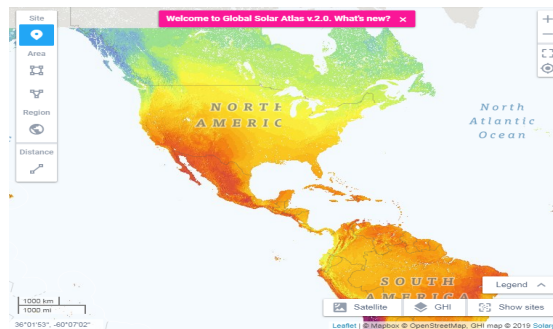 Welcome to Global Solar Atlas v.2.0. What's new? ×
Site
Area
Region
Distance
NORTH
AMERIC
North
Atlantic
Ocean
SOUTH
AMERICA
Legend
Satellite
GHI
Show sites
1000 km
1000 mi
36°01'53", -60°07'02"
Leaflet | © Mapbox © OpenStreetMap, GHI map © 2019 Solar